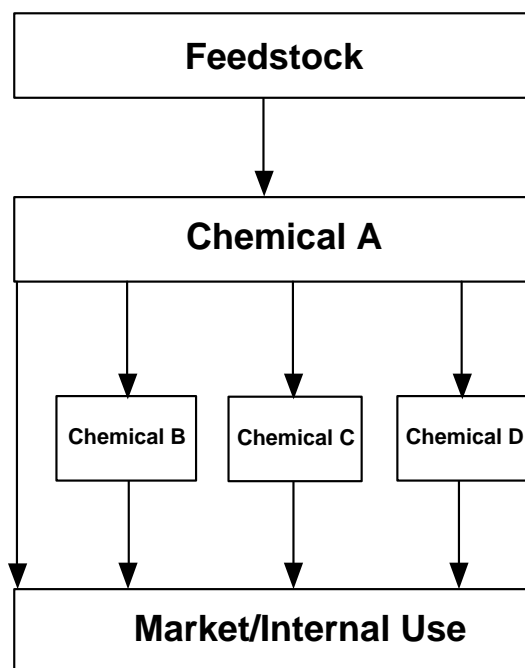 Feedstock
Chemical A
Chemical B
Chemical C
Chemical D
Market/Internal Use